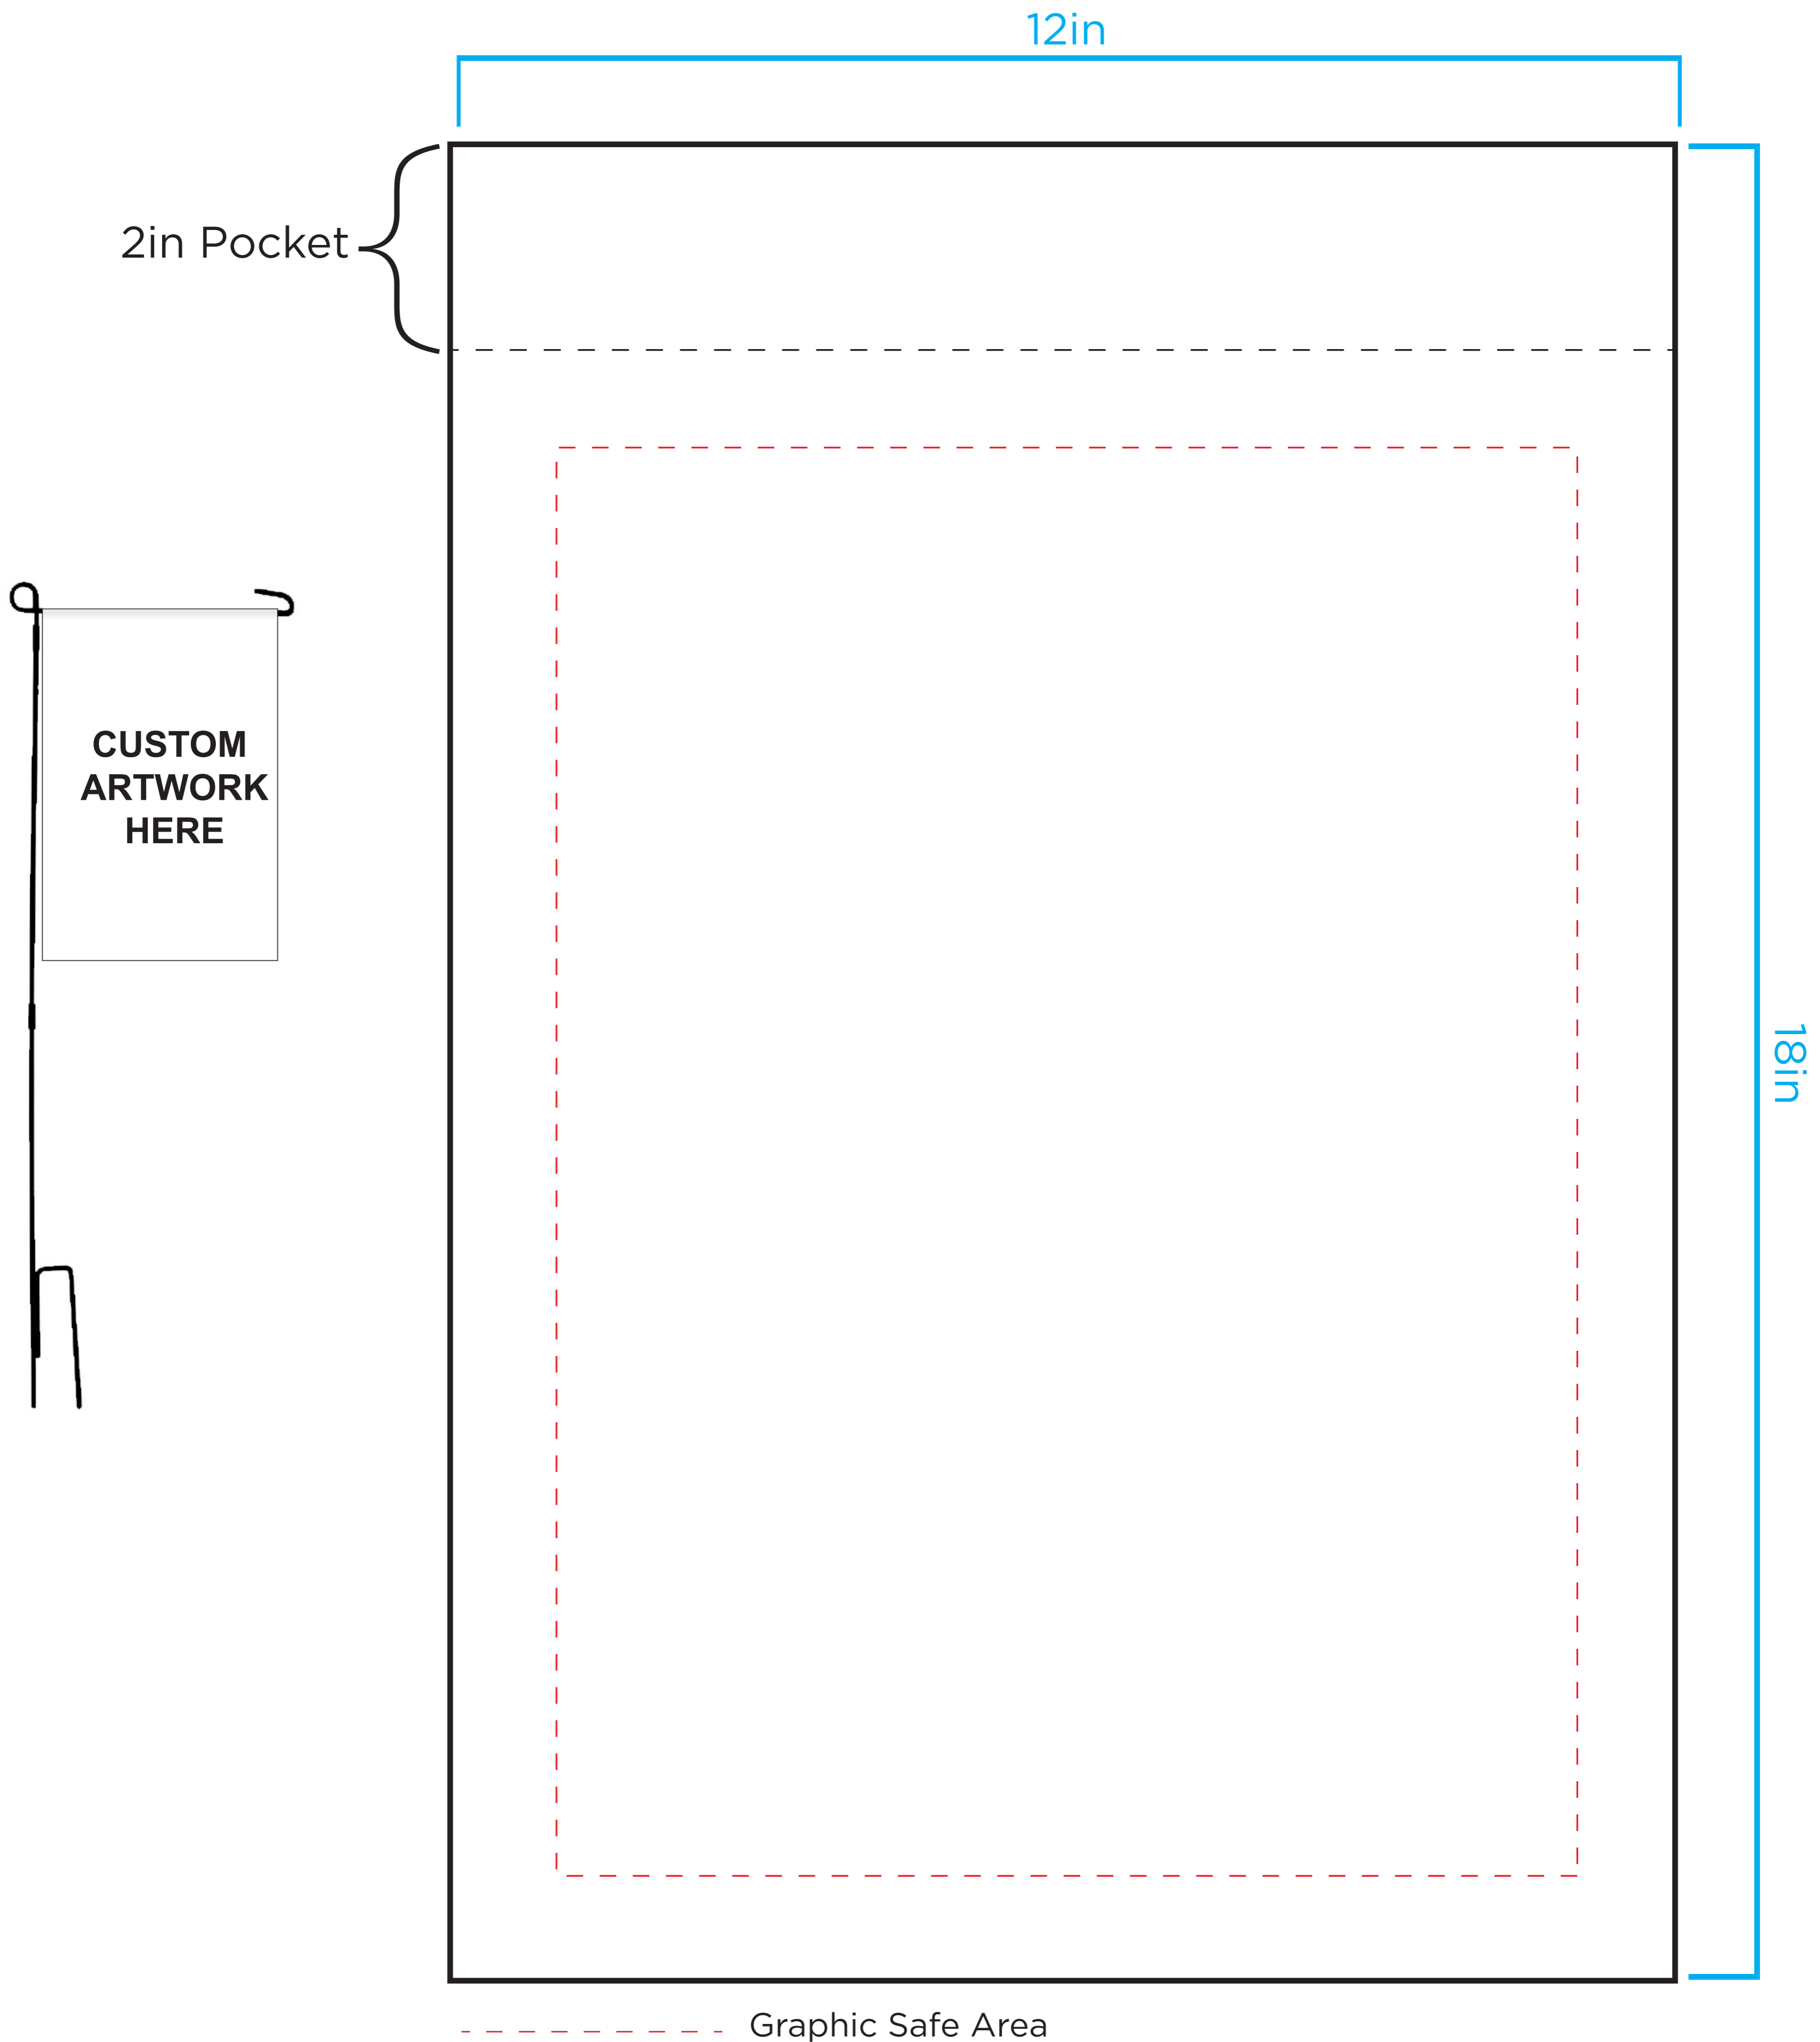 12in
2in Pocket
CUSTOM
ARTWORK
HERE
18in
Graphic Safe Area